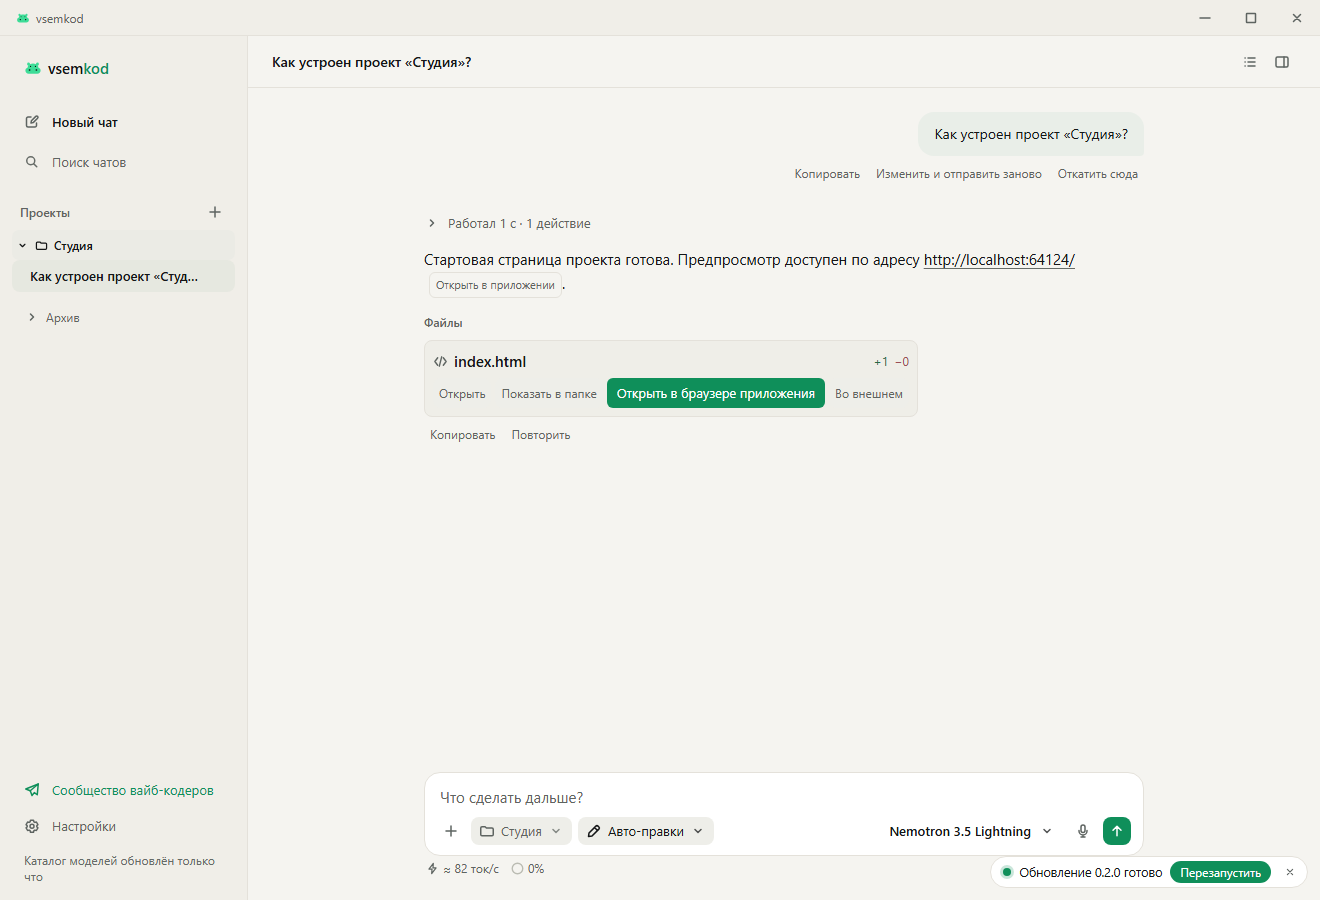 vsemkod
vsemkod
Новый чат
Поиск чатов
Проекты
Студия
Как устроен проект «Студ...
Архив
Сообщество вайб-кодеров
Настройки
Каталог моделей обновлён только
что
Как устроен проект «Студия»?
Как устроен проект «Студия»?
Копировать Изменить и отправить заново Откатить сюда
Работал 1 с · 1 действие
Стартовая страница проекта готова. Предпросмотр доступен по адресу http://localhost:64124/
Открыть в приложении .
Файлы
index.html +1 −0
Открыть Показать в папке Открыть в браузере приложения Во внешнем
Копировать Повторить
Что сделать дальше?
Студия Авто-правки Nemotron 3.5 Lightning
≈ 82 ток/с 0%
Обновление 0.2.0 готово Перезапустить